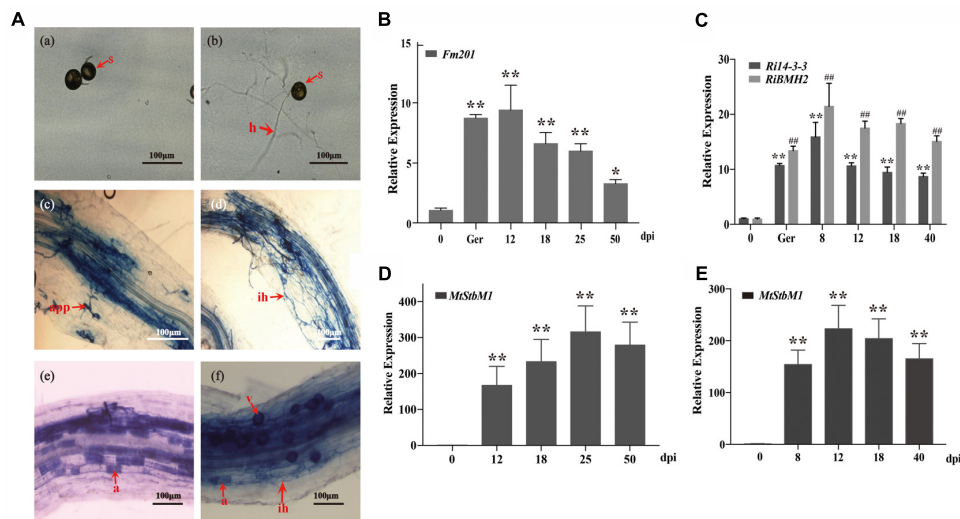 A
(a)
s
100μm
(b)
s
h
100μm
(c)
app
100μm
(d)
ih
100μm
(e)
a
100μm
(f)
v
a
ih
100μm
B
Fm201
Relative Expression
15
10
5
0
**
**
**
**
*
0 Ger 12 18 25 50 dpi
C
Ri14-3-3
RiBMH2
Relative Expression
30
20
10
0
**
##
**
##
**
##
**
##
**
##
0 Ger 8 12 18 40 dpi
D
MtStbM1
Relative Expression
400
300
200
100
0
**
**
**
**
0 12 18 25 50 dpi
E
MtStbM1
Relative Expression
300
200
100
0
**
**
**
**
0 8 12 18 40 dpi